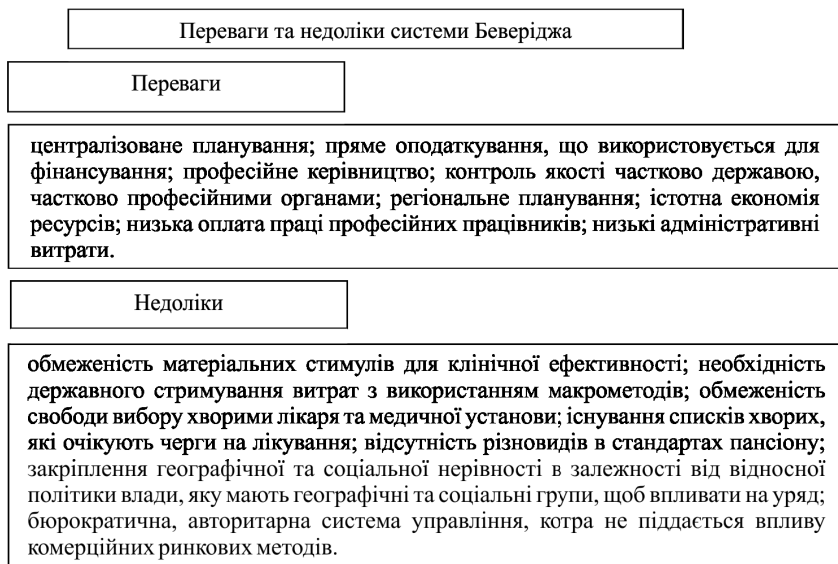 Переваги та недоліки системи Беверіджа
Переваги
централізоване планування; пряме оподаткування, що використовується для
фінансування; професійне керівництво; контроль якості частково державою,
частково професійними органами; регіональне планування; істотна економія
ресурсів; низька оплата праці професійних працівників; низькі адміністративні
витрати.
Недоліки
обмеженість матеріальних стимулів для клінічної ефективності; необхідність
державного стримування витрат з використанням макрометодів; обмеженість
свободи вибору хворими лікаря та медичної установи; існування списків хворих,
які очікують черги на лікування; відсутність різновидів в стандартах пансіону;
закріплення географічної та соціальної нерівності в залежності від відносної
політики влади, яку мають географічні та соціальні групи, щоб впливати на уряд;
бюрократична, авторитарна система управління, котра не піддається впливу
комерційних ринкових методів.